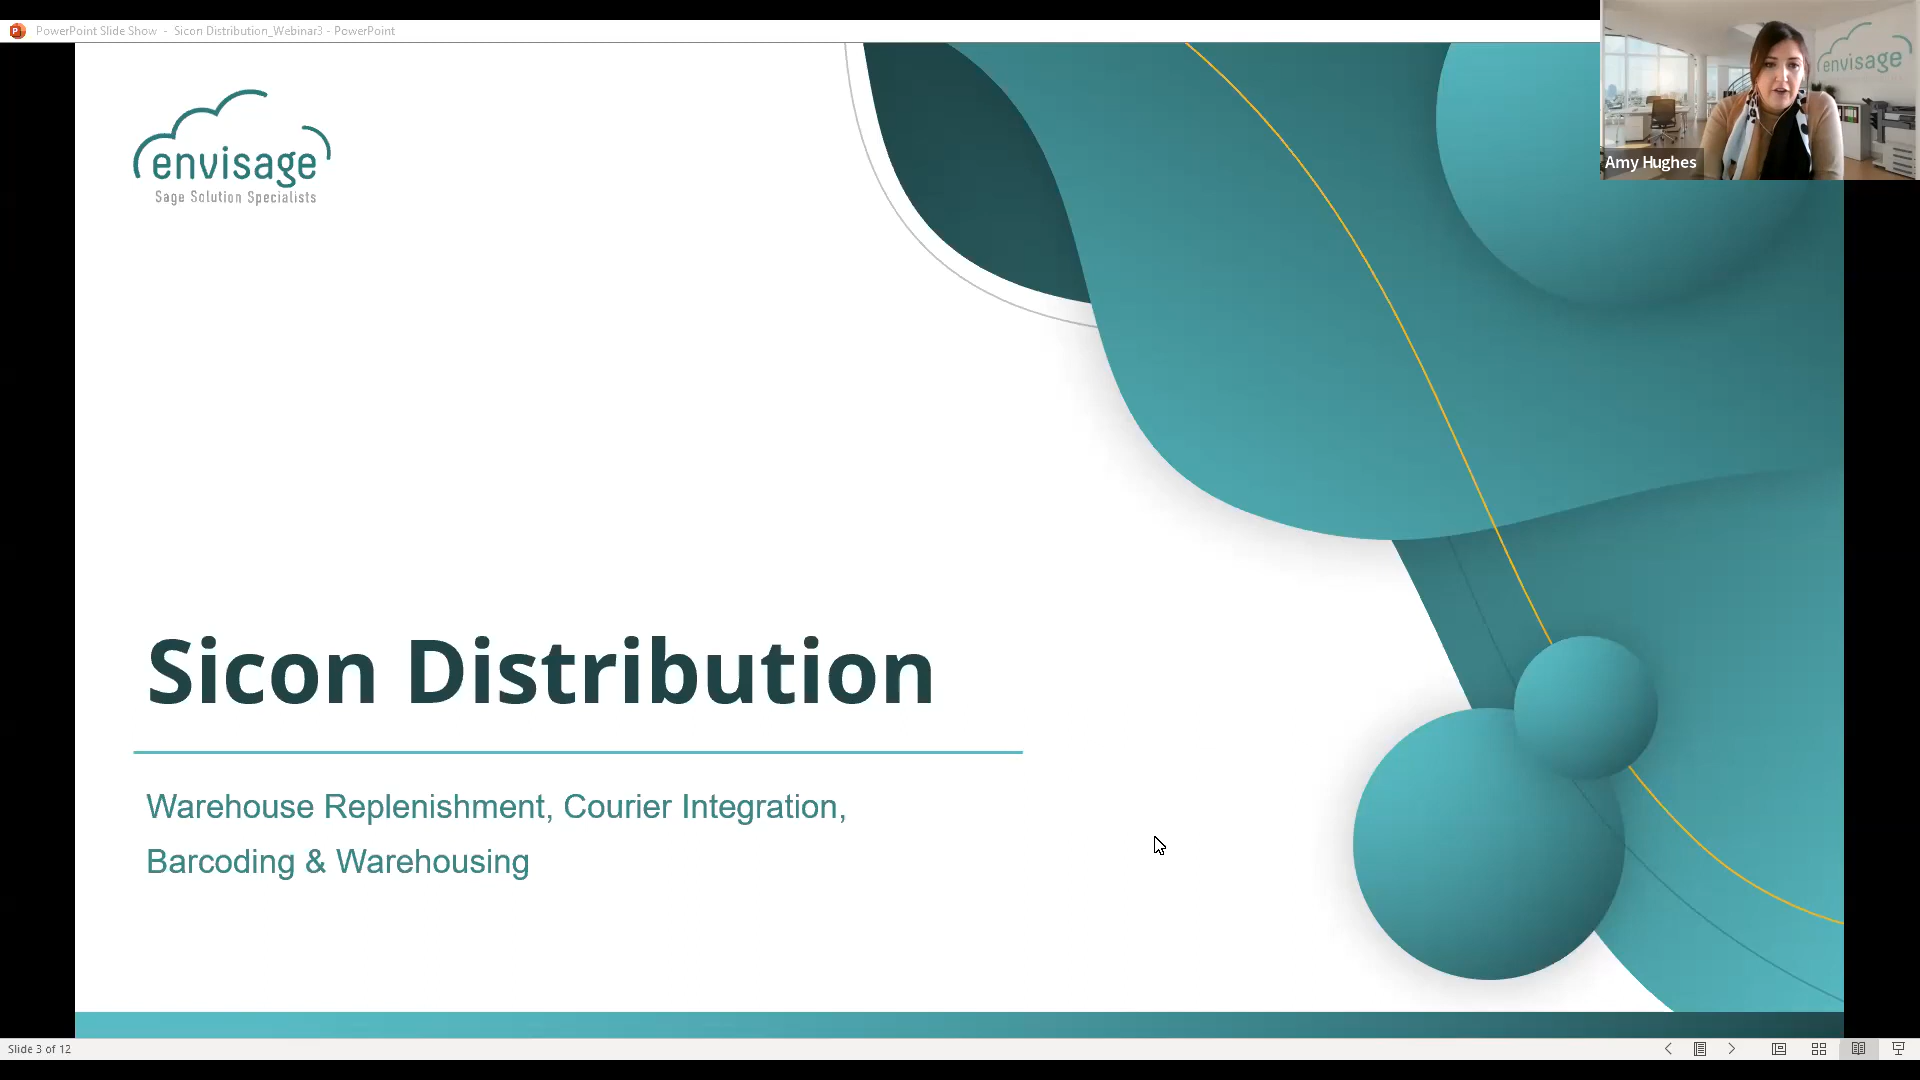 PowerPoint Slide Show - Sicon Distribution_Webinar3 - PowerPoint
envisage
Sage Solution Specialists
envisage
Amy Hughes
Sicon Distribution
Warehouse Replenishment, Courier Integration,
Barcoding & Warehousing
Slide 3 of 12